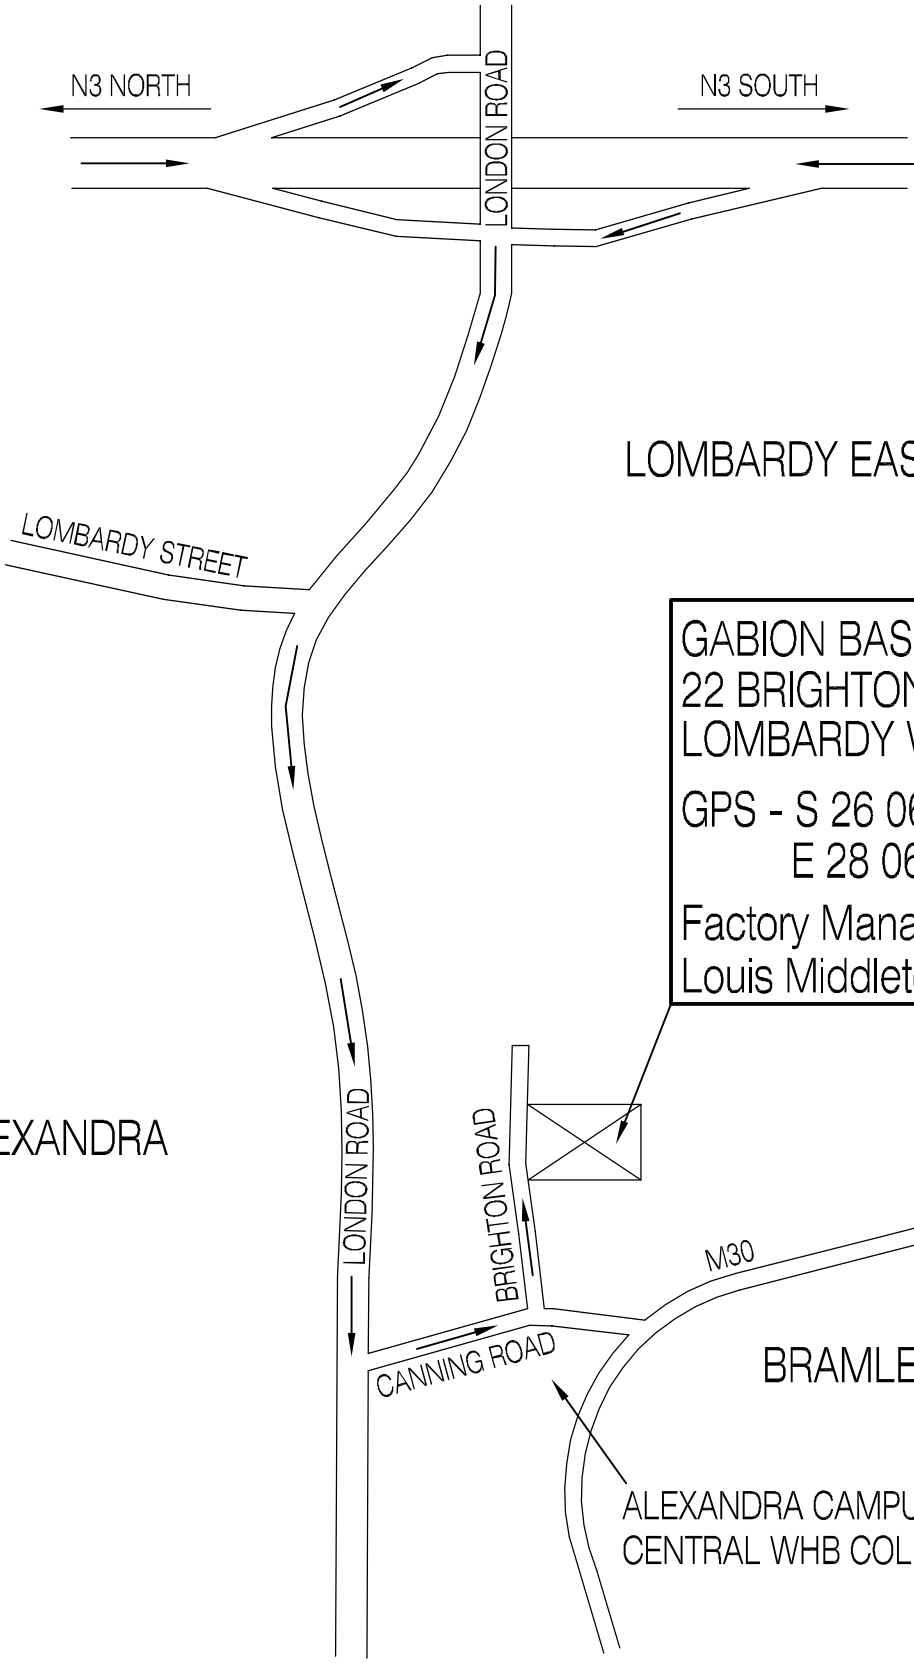 N3 NORTH
N3 SOUTH
LONDON ROAD
LOMBARDY EAS
LOMBARDY STREET
GABION BAS
22 BRIGHTON
LOMBARDY
GPS - S 26 06
E 28 06
Factory Mana
Louis Middlet
EXANDRA
LONDON ROAD
BRIGHTON ROAD
M30
CANNING ROAD
BRAMLE
ALEXANDRA CAMPU
CENTRAL WHB COL